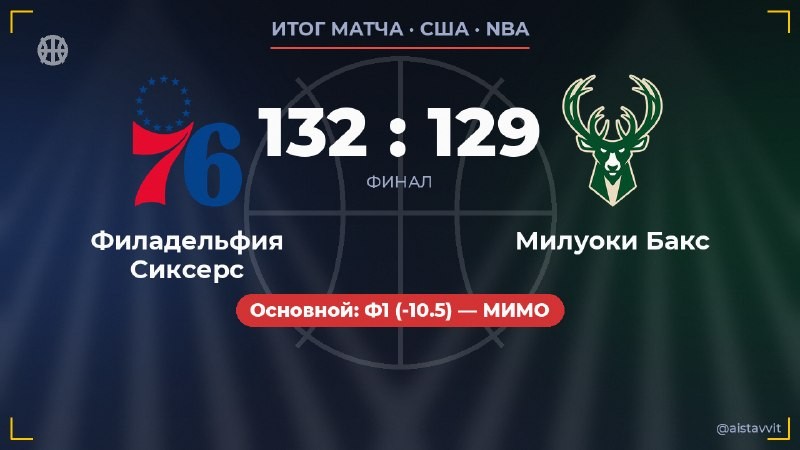 ИТОГ МАТЧА · США · NBA
76
132 : 129
ФИНАЛ
Филадельфия
Сиксерс
Милуоки Бакс
Основной: Ф1 (-10.5) — МИМО
@aistavvit